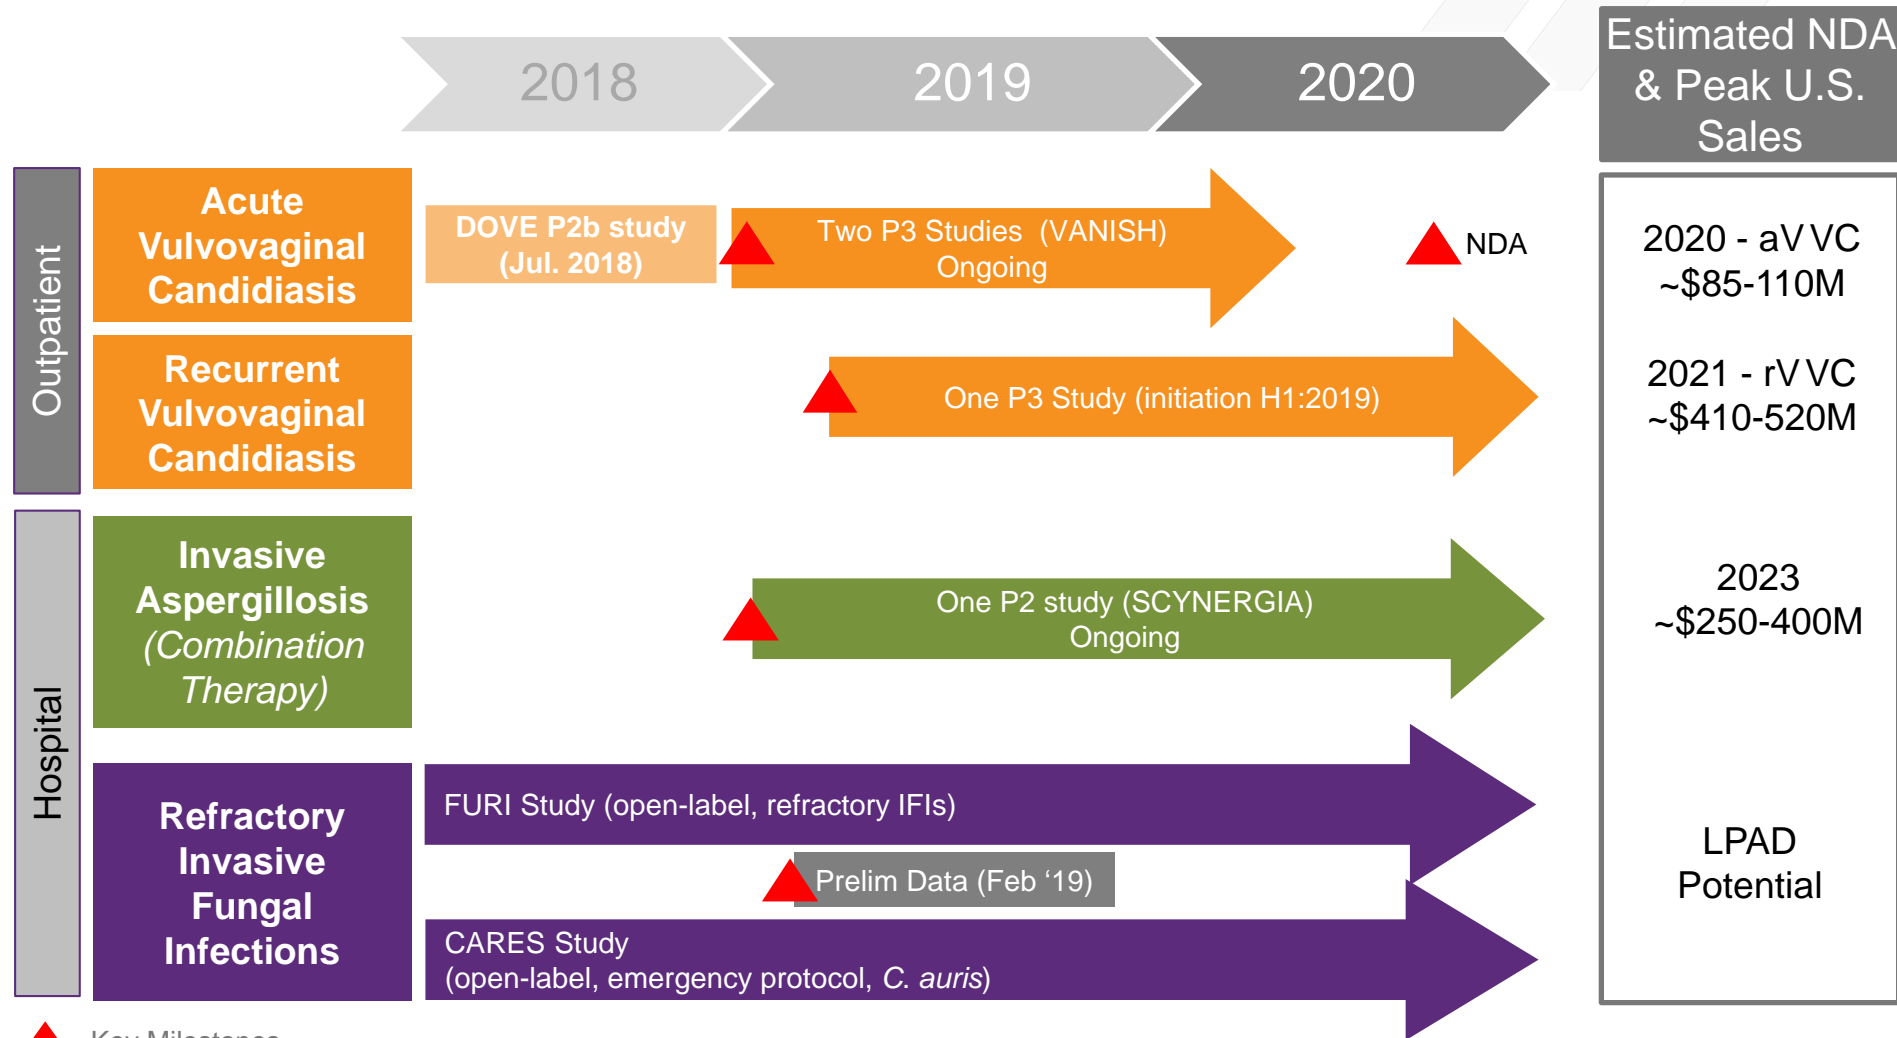 2018
2019
2020
Estimated NDA
& Peak U.S.
Sales
Outpatient
Acute
Vulvovaginal
Candidiasis
DOVE P2b study
(Jul. 2018)
Two P3 Studies (VANISH)
Ongoing
NDA
2020 - aVVC
~$85-110M
Recurrent
Vulvovaginal
Candidiasis
One P3 Study (initiation H1:2019)
2021 - rVVC
~$410-520M
Hospital
Invasive
Aspergillosis
(Combination
Therapy)
One P2 study (SCYNERGIA)
Ongoing
2023
~$250-400M
Refractory
Invasive
Fungal
Infections
FURI Study (open-label, refractory IFIs)
Prelim Data (Feb ‘19)
CARES Study
(open-label, emergency protocol, C. auris)
LPAD
Potential
Key Milestones